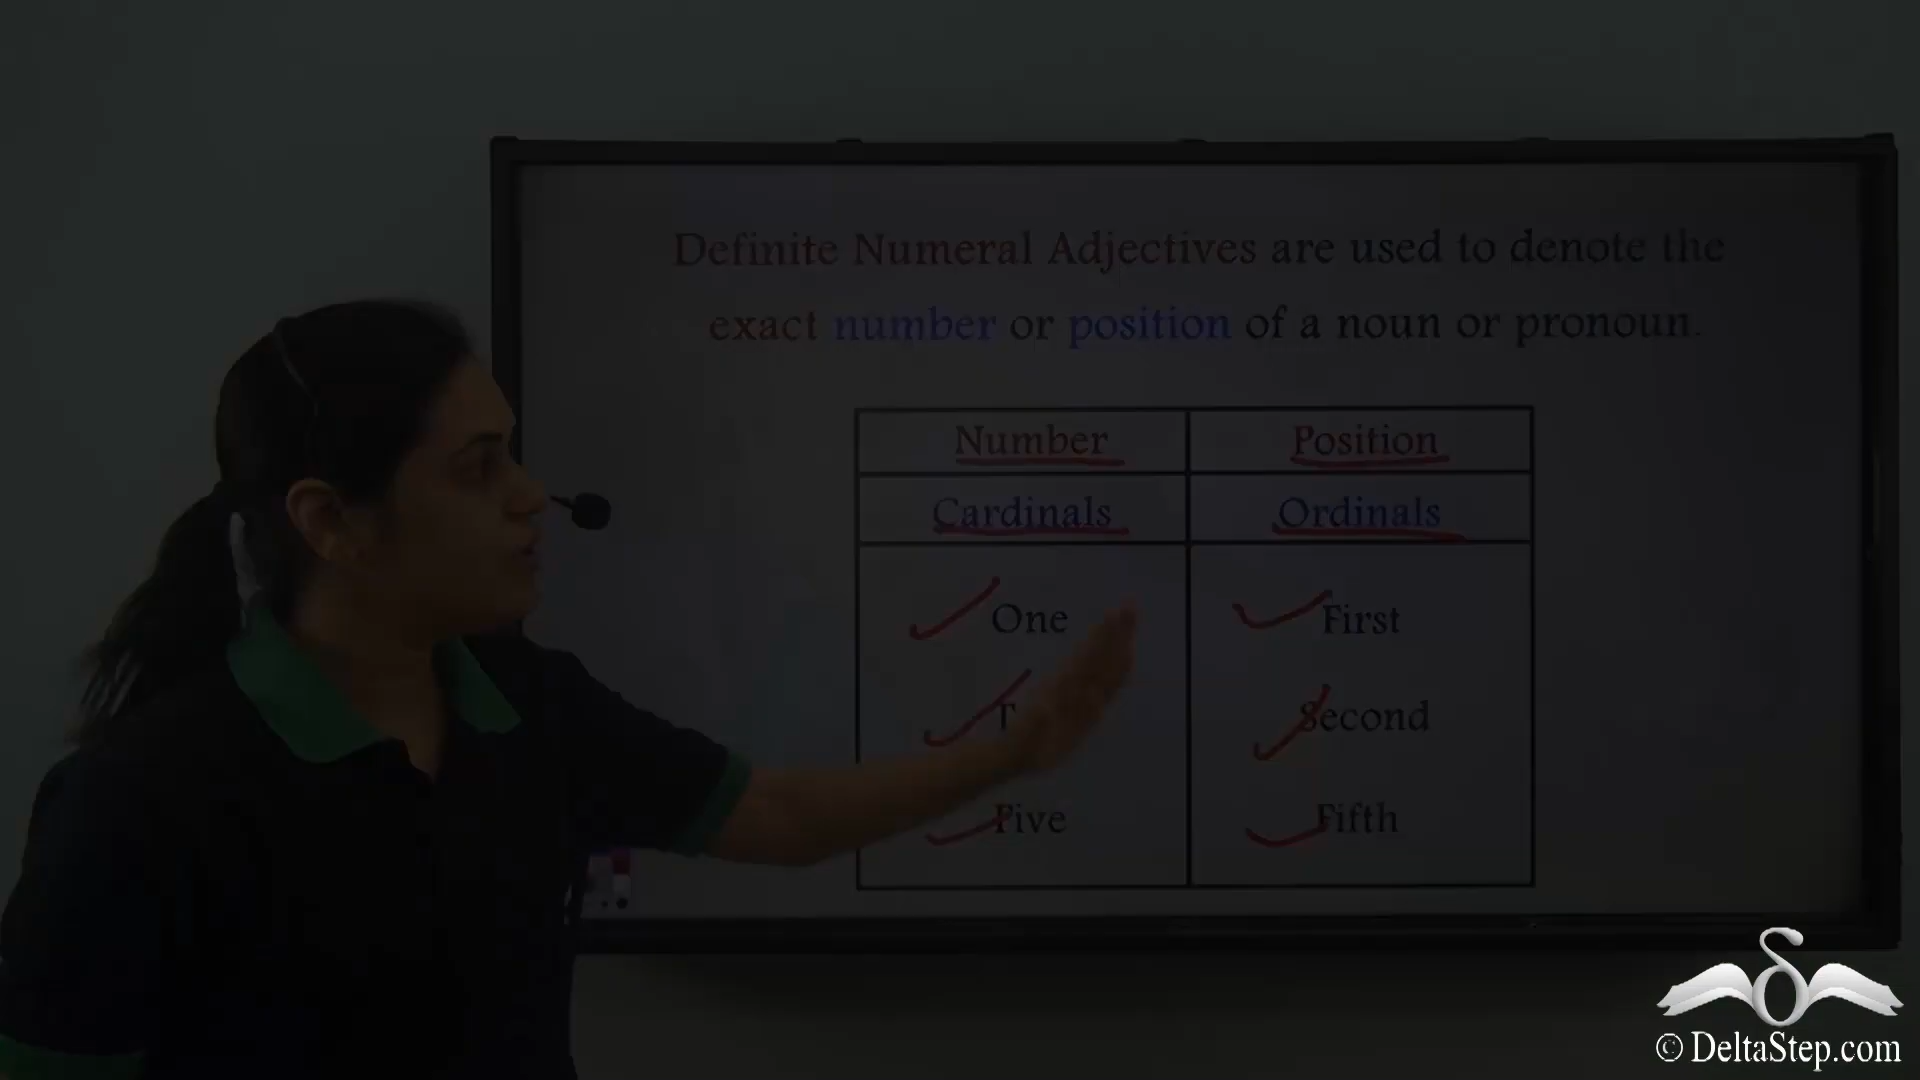 Definite Numeral Adjectives are used to denote the
exact number or position of a noun or pronoun.
Number Position
Cardinals Ordinals
One First
T Second
Five Fifth
© DeltaStep.com